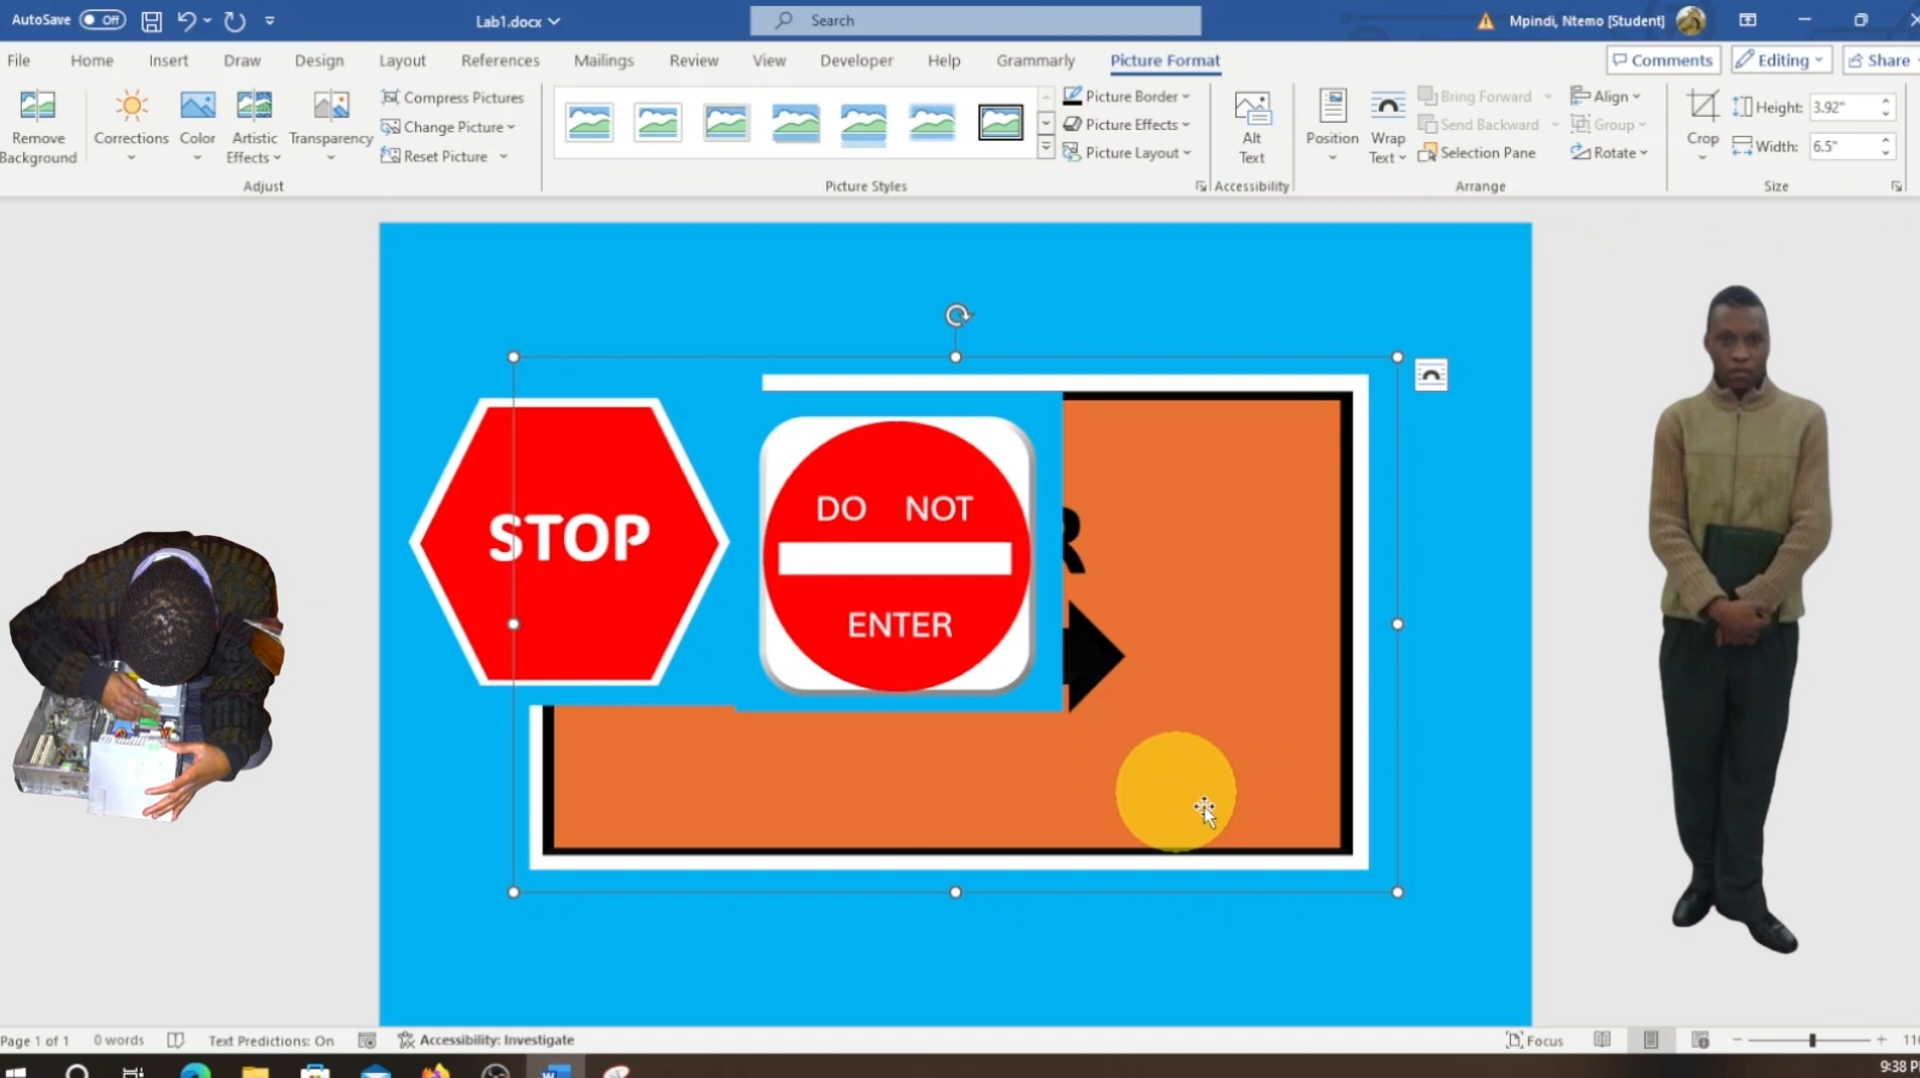 AutoSave Off Lab1.docx Search Mpindi, Ntemo [Student]
File Home Insert Draw Design Layout References Mailings Review View Developer Help Grammarly Picture Format Comments Editing Share
Remove Background
Corrections
Color
Artistic Effects
Transparency
Compress Pictures
Change Picture
Reset Picture
Adjust
Picture Border
Picture Effects
Picture Layout
Picture Styles
Alt Text
Accessibility
Position
Wrap Text
Bring Forward
Send Backward
Selection Pane
Align
Group
Rotate
Arrange
Crop
Height: 3.92"
Width: 6.5"
Size
STOP
DO NOT
ENTER
R
Page 1 of 1 0 words Text Predictions: On Accessibility: Investigate Focus
9:38